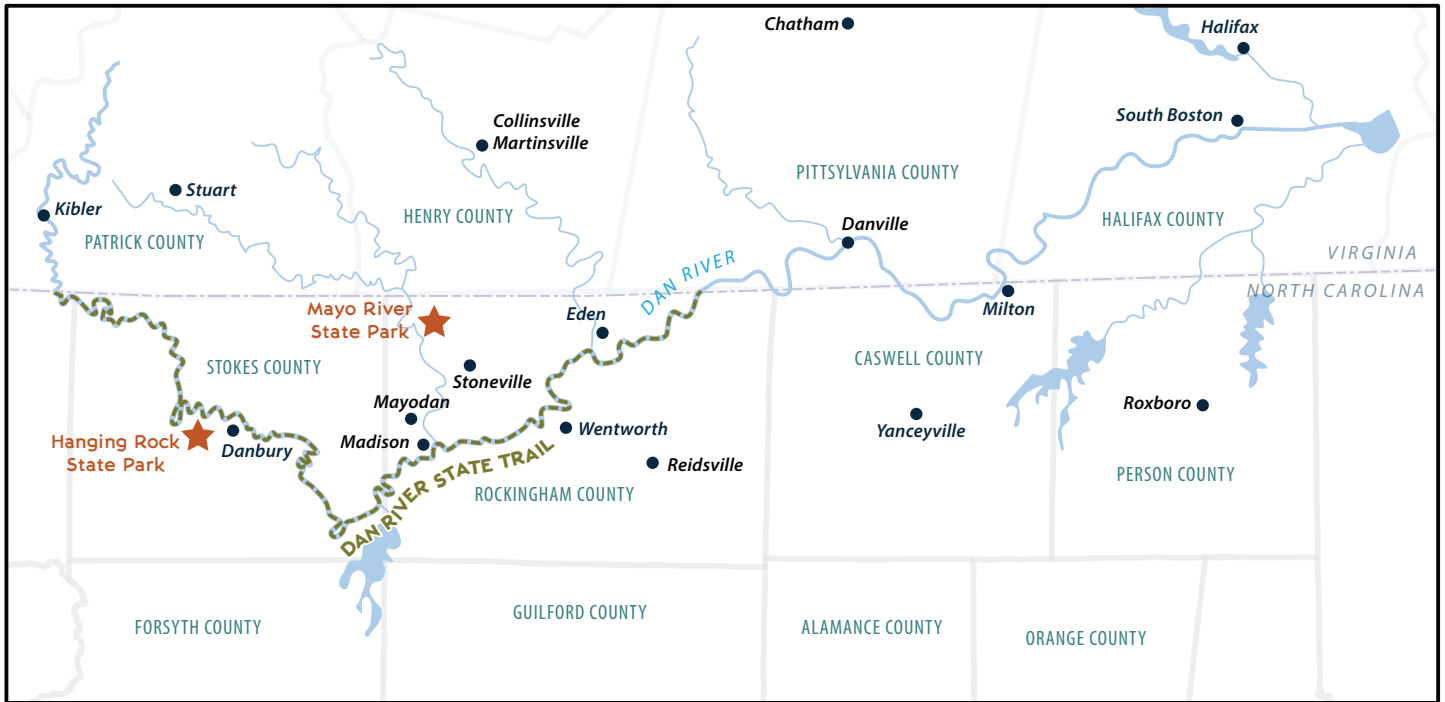 Chatham
Halifax
Collinsville
Martinsville
South Boston
PITTSYLVANIA COUNTY
Stuart
Kibler
HENRY COUNTY
HALIFAX COUNTY
PATRICK COUNTY
Danville
VIRGINIA
DAN RIVER
NORTH CAROLINA
Mayo River
State Park
Eden
Milton
STOKES COUNTY
CASWELL COUNTY
Stoneville
Mayodan
Roxboro
Hanging Rock
State Park
Danbury
Madison
Wentworth
Yanceyville
DAN RIVER STATE TRAIL
Reidsville
PERSON COUNTY
ROCKINGHAM COUNTY
FORSYTH COUNTY
GUILFORD COUNTY
ALAMANCE COUNTY
ORANGE COUNTY